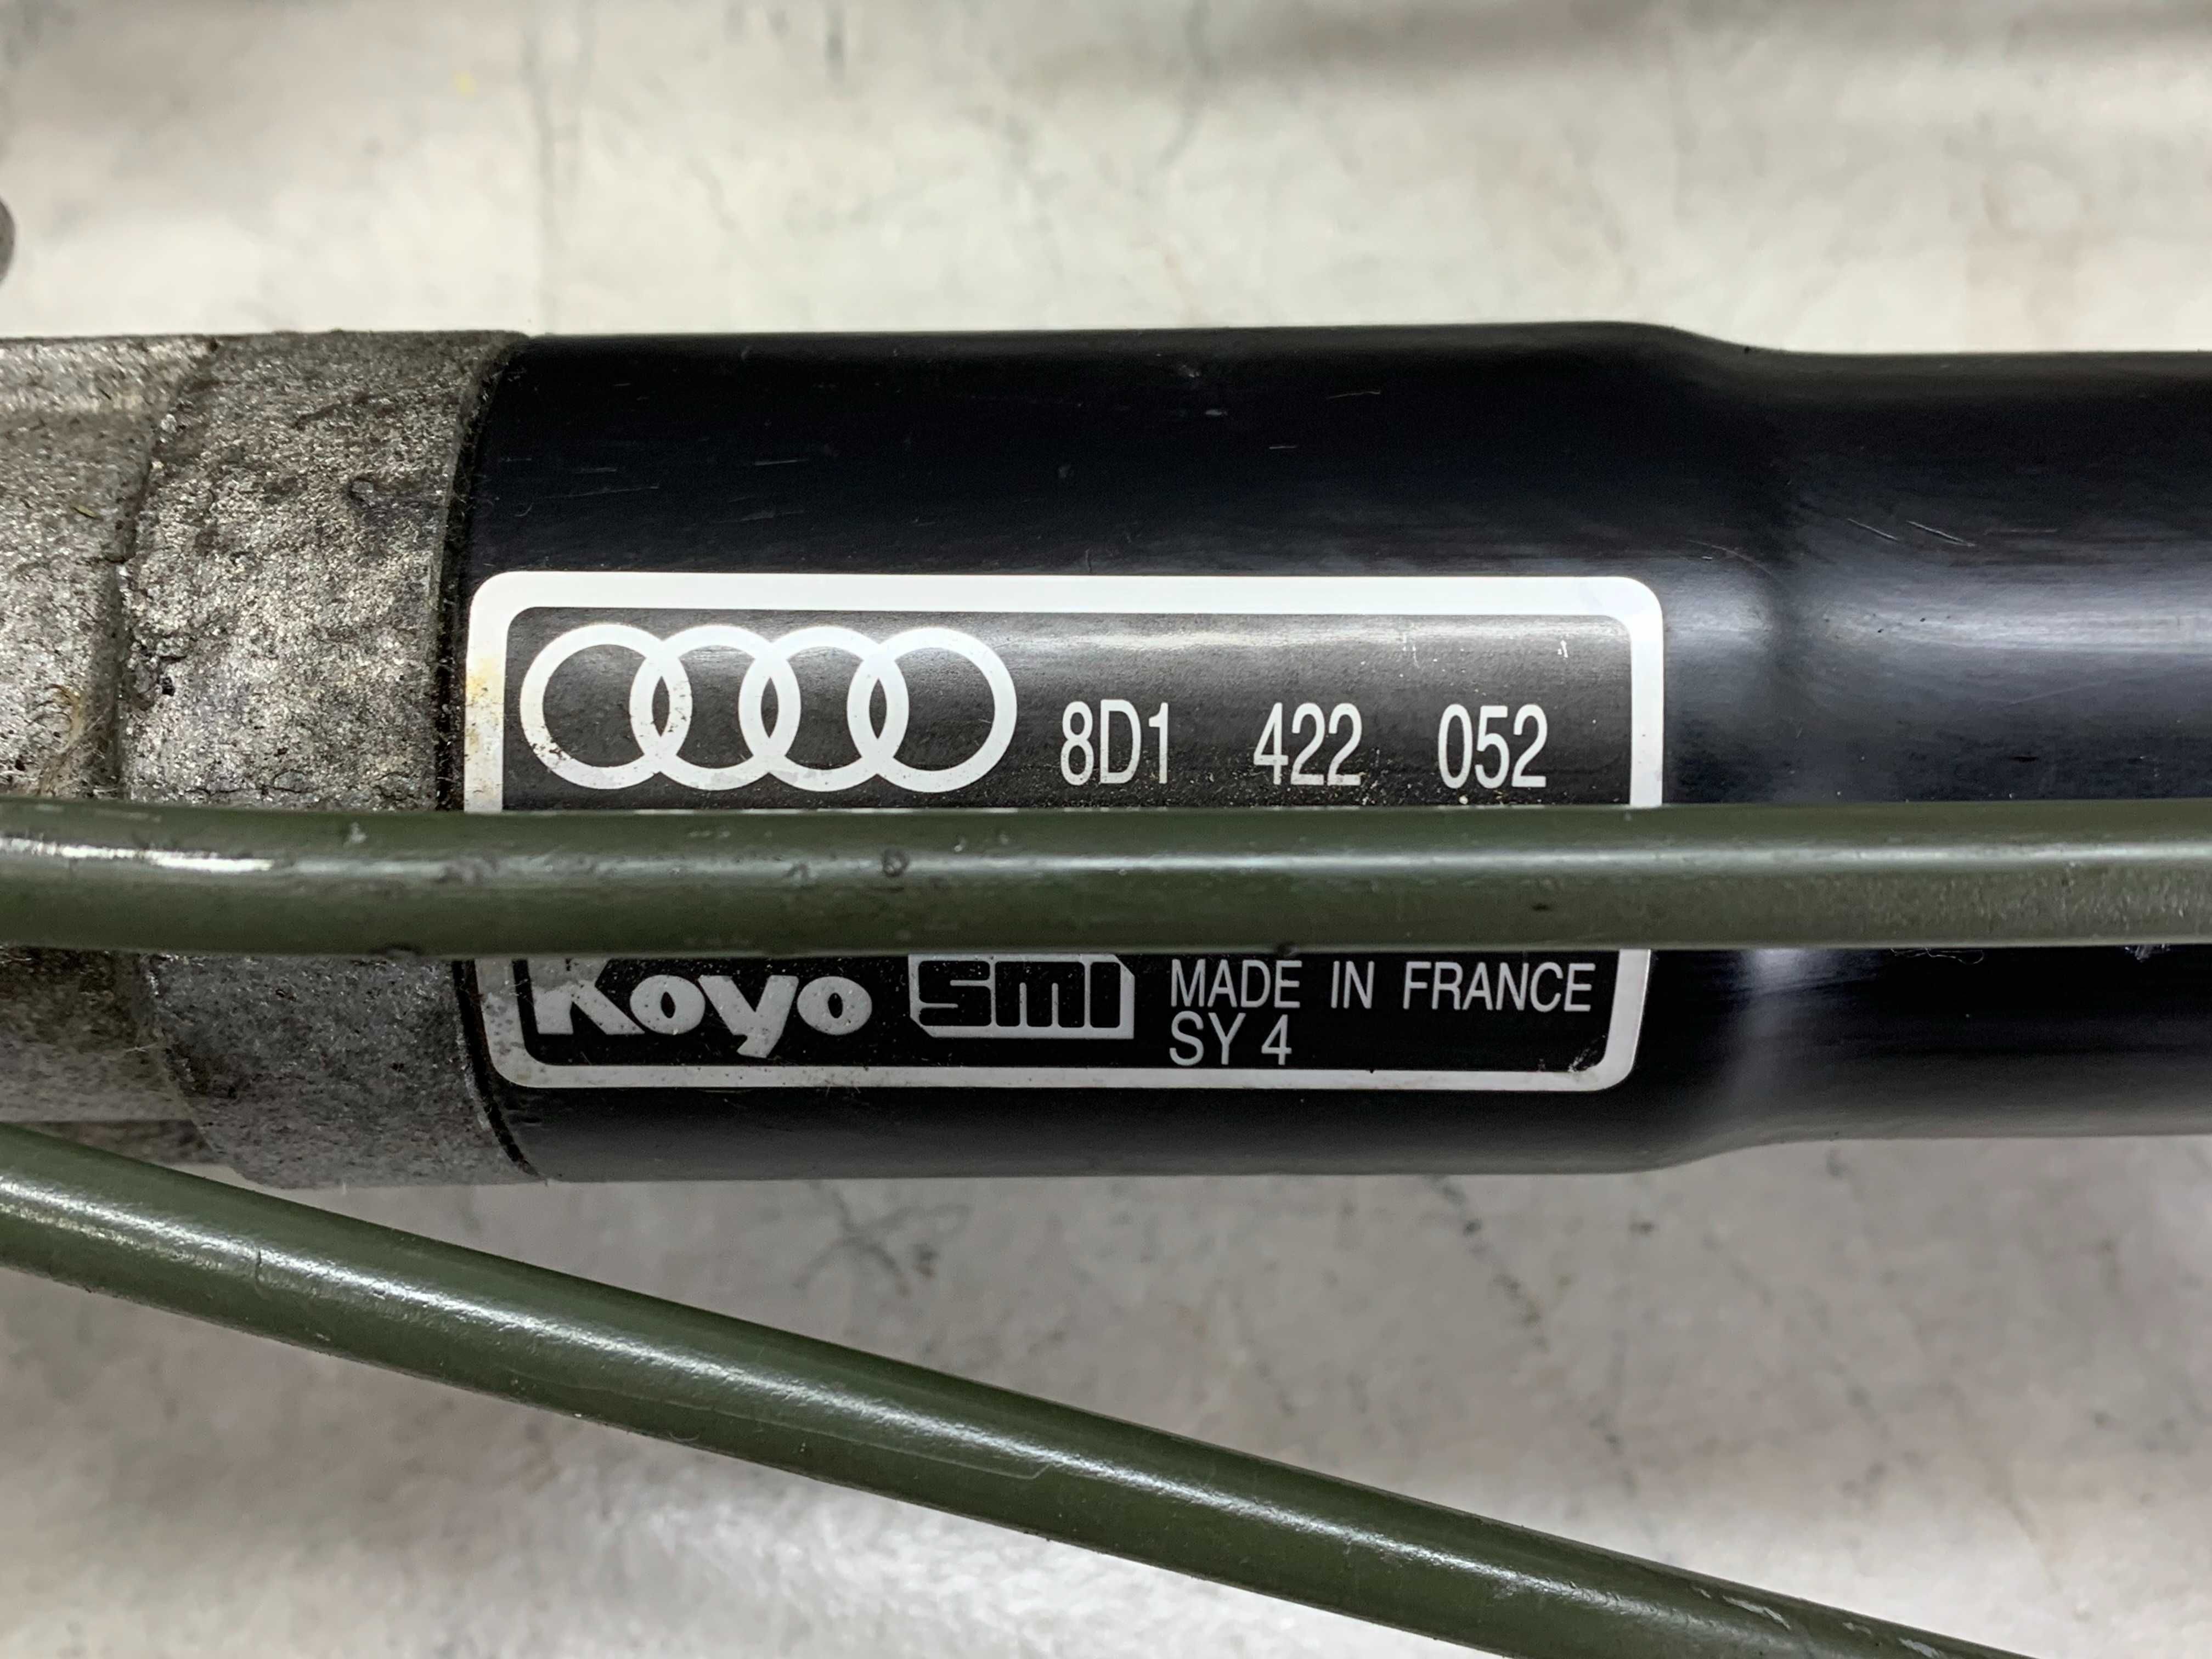 8D1 422 052
Koyo SMI MADE IN FRANCE
SY 4